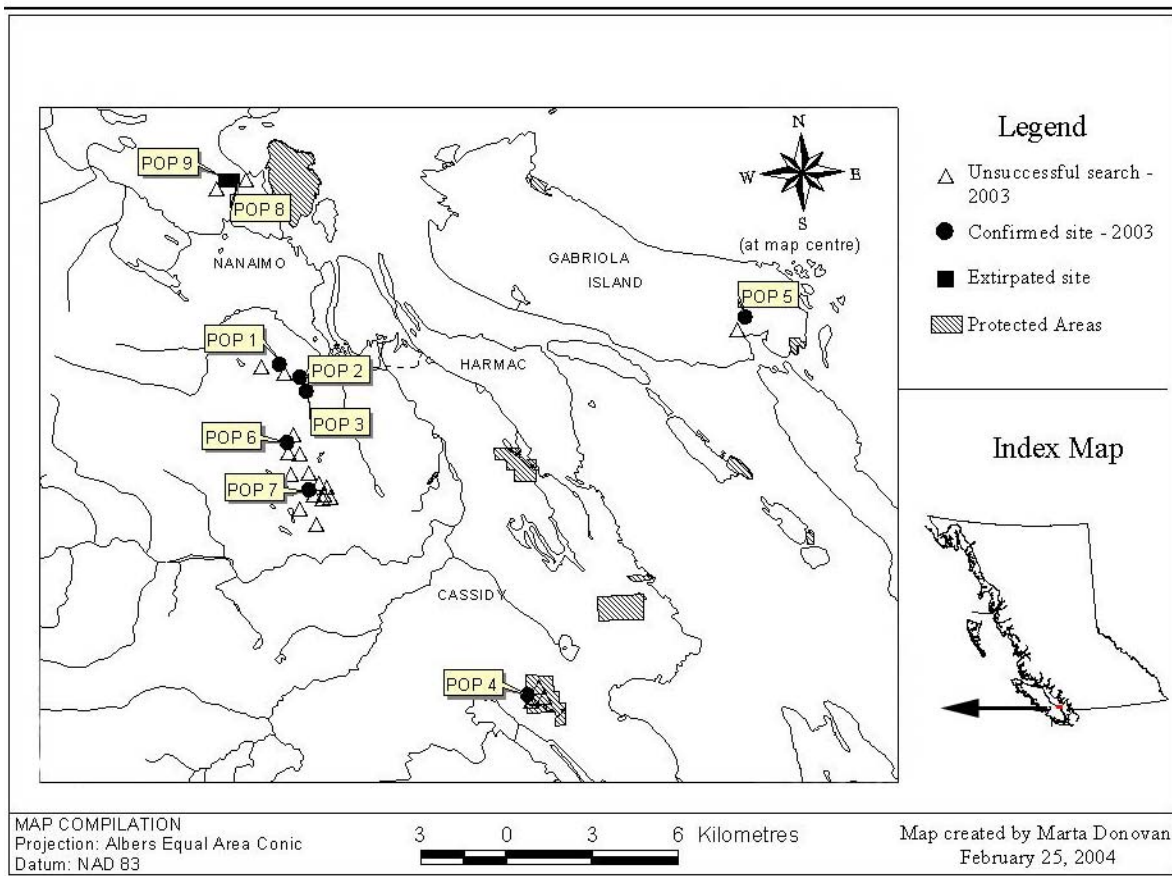 POP 9
POP 8
NANAIMO
N
W
E
S
(at map centre)
GABRIOLA
ISLAND
POP 5
POP 1
POP 2
HARMAC
POP 3
POP 6
POP 7
CASSIDY
POP 4
Legend
Unsuccessful search -
2003
Confirmed site - 2003
Extirpated site
Protected Areas
Index Map
MAP COMPILATION
Projection: Albers Equal Area Conic
Datum: NAD 83
3 0 3 6 Kilometres
Map created by Marta Donovan
February 25, 2004